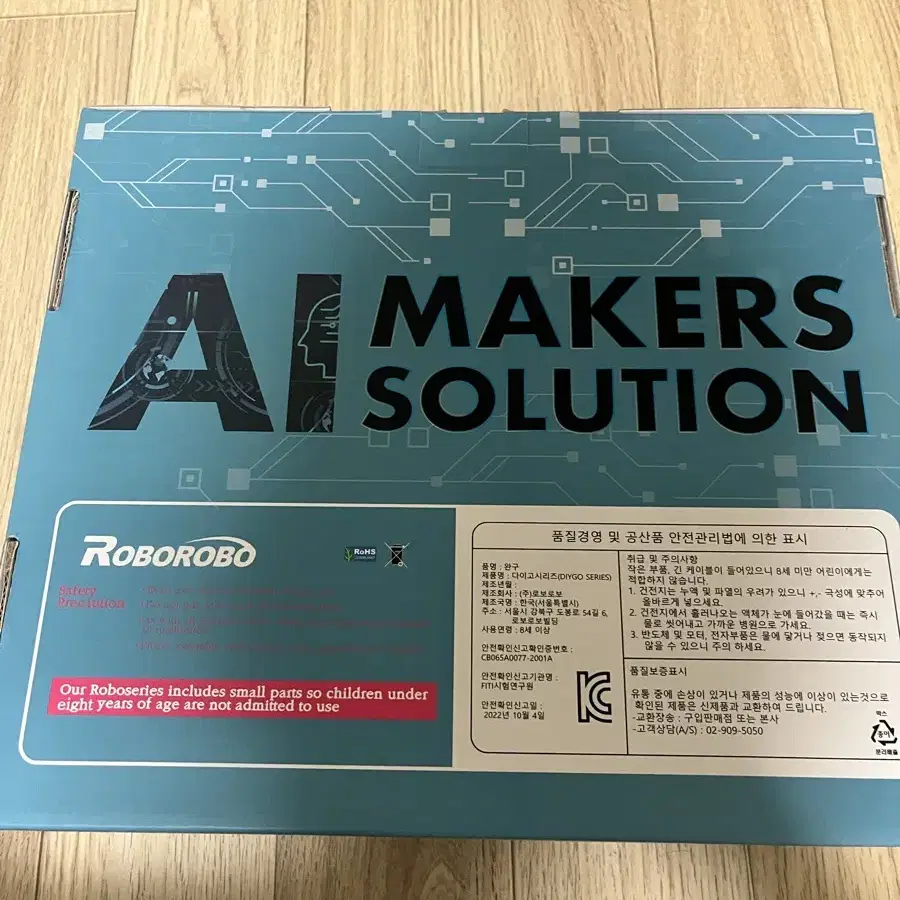 AI MAKERS
SOLUTION
ROBOROBO
RoHS
Safety
Precaution
Our Roboseries includes small parts so children under
eight years of age are not admitted to use
품질경영 및 공산품 안전관리법에 의한 표시
품명 : 완구
제품명 : 다이고시리즈(DIYGO SERIES)
제조년월 :
제조회사 : (주)로보로보
제조국명 : 한국(서울특별시)
주소 : 서울시 강북구 도봉로 54길 6,
로보로보빌딩
사용연령 : 8세 이상
안전확인신고확인증번호 :
CB065A0077-2001A
안전확인신고기관명 :
FITI시험연구원
안전확인신고일 :
2022년 10월 4일
취급 및 주의사항
작은 부품, 긴 케이블이 들어있으니 8세 미만 어린이에게는
적합하지 않습니다.
1. 건전지는 누액 및 파열의 우려가 있으니 +,- 극성에 맞추어
올바르게 넣으세요.
2. 건전지에서 흘러나오는 액체가 눈에 들어갔을 때는 즉시
물로 씻어내고 가까운 병원으로 가세요.
3. 반도체 및 모터, 전자부품은 물에 닿거나 젖으면 동작되지
않을 수 있으니 주의 하세요.
품질보증표시
유통 중에 손상이 있거나 제품의 성능에 이상이 있는것으로
확인된 제품은 신제품과 교환하여 드립니다.
-교환장송 : 구입판매점 또는 본사
-고객상담(A/S) : 02-909-5050
박스
종이
분리배출